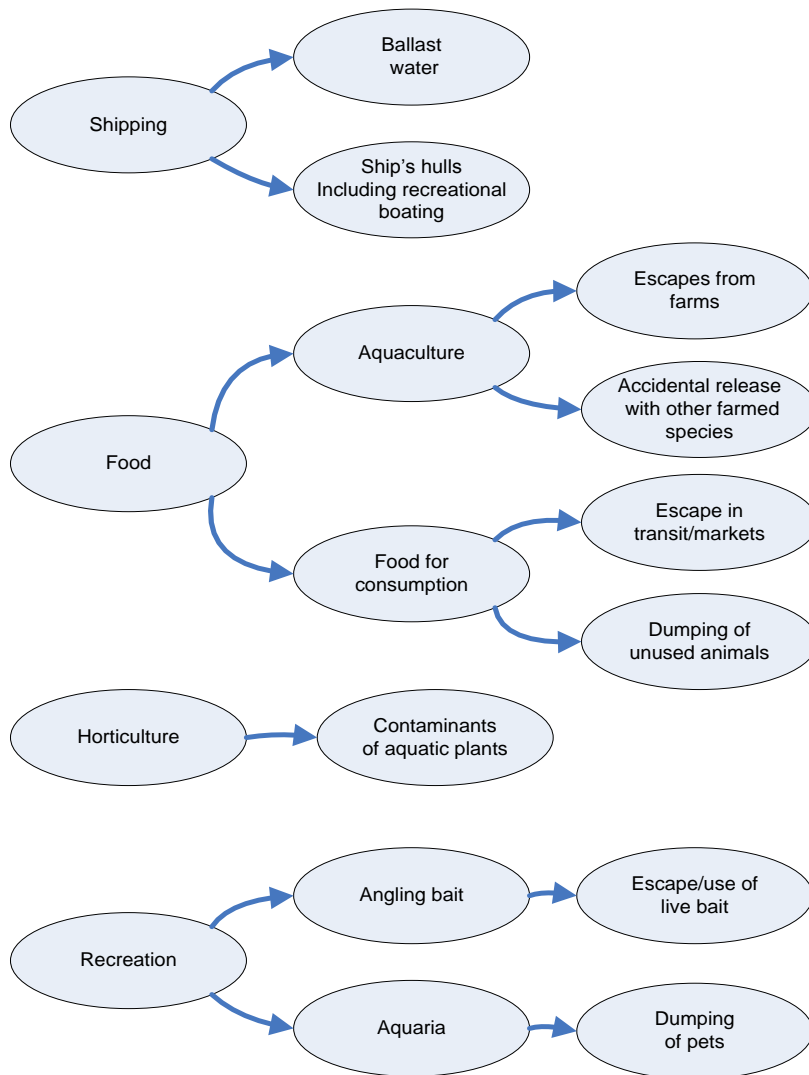 Ballast
water
Shipping
Ship's hulls
Including recreational
boating
Escapes from
farms
Aquaculture
Accidental release
with other farmed
species
Food
Escape in
transit/markets
Food for
consumption
Dumping of
unused animals
Horticulture
Contaminants
of aquatic plants
Angling bait
Escape/use of
live bait
Recreation
Aquaria
Dumping
of pets